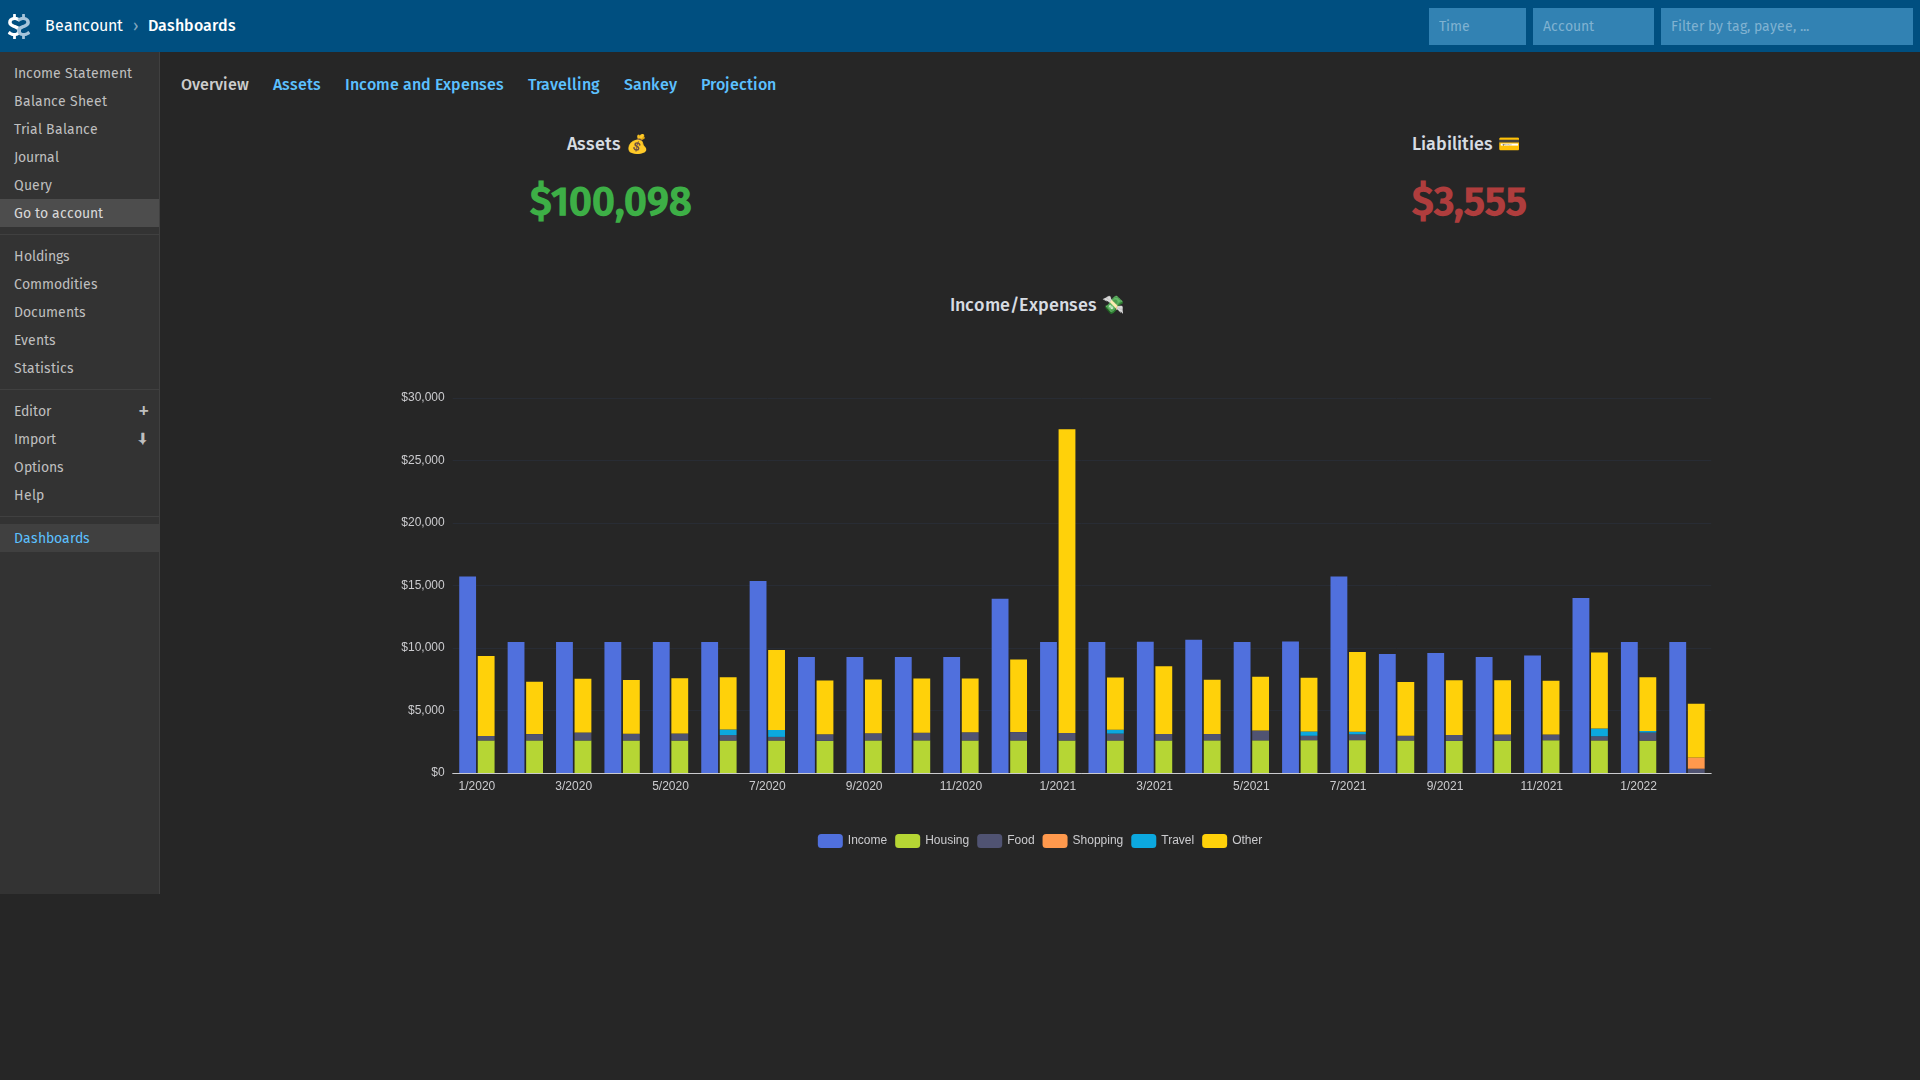 Beancount › Dashboards
Time
Account
Filter by tag, payee, ...
Income Statement
Balance Sheet
Trial Balance
Journal
Query
Go to account
Holdings
Commodities
Documents
Events
Statistics
Editor +
Import ⬇
Options
Help
Dashboards
Overview Assets Income and Expenses Travelling Sankey Projection
Assets 💰
$100,098
Liabilities 💳
$3,555
Income/Expenses 💸
$30,000
$25,000
$20,000
$15,000
$10,000
$5,000
$0
1/2020 3/2020 5/2020 7/2020 9/2020 11/2020 1/2021 3/2021 5/2021 7/2021 9/2021 11/2021 1/2022
Income Housing Food Shopping Travel Other